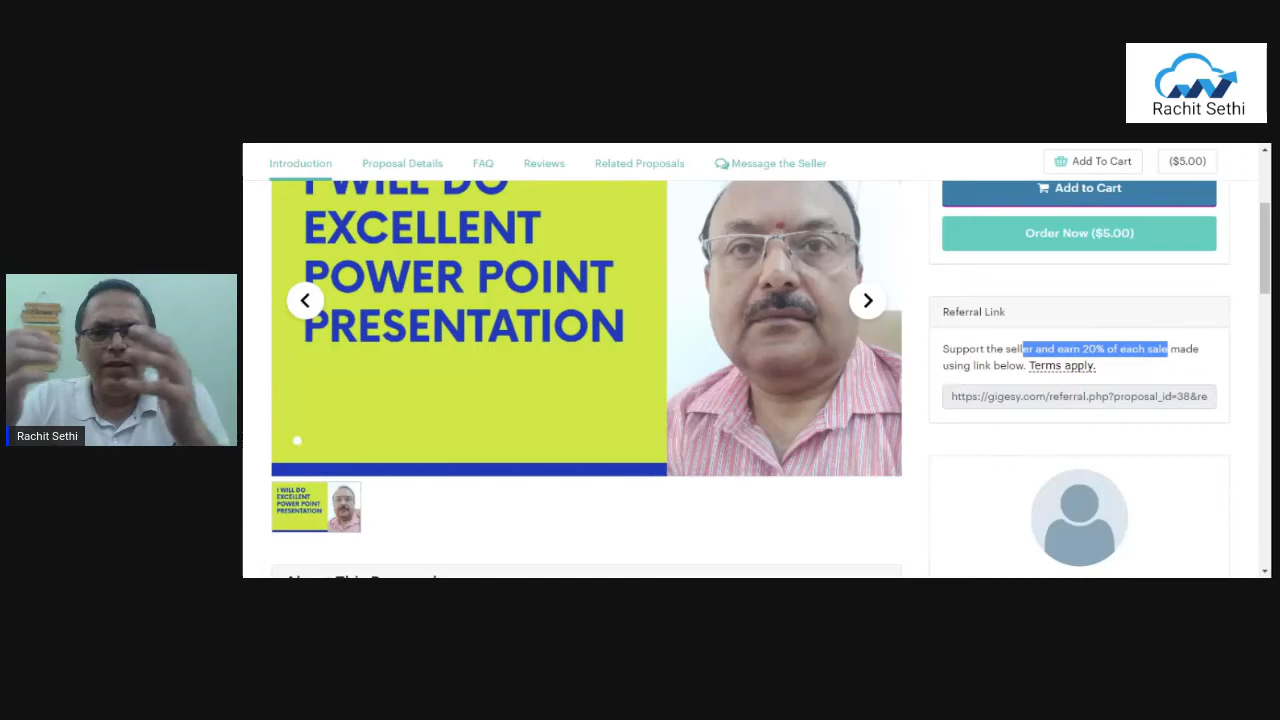 Rachit Sethi
Introduction
Proposal Details
FAQ
Reviews
Related Proposals
Message the Seller
Add To Cart
($5.00)
I WILL DO
EXCELLENT
POWER POINT
PRESENTATION
Add to Cart
Order Now ($5.00)
Referral Link
Support the seller and earn 20% of each sale made
using link below. Terms apply.
https://gigesy.com/referral.php?proposal_id=38&re
Rachit Sethi
I WILL DO
EXCELLENT
POWER POINT
PRESENTATION